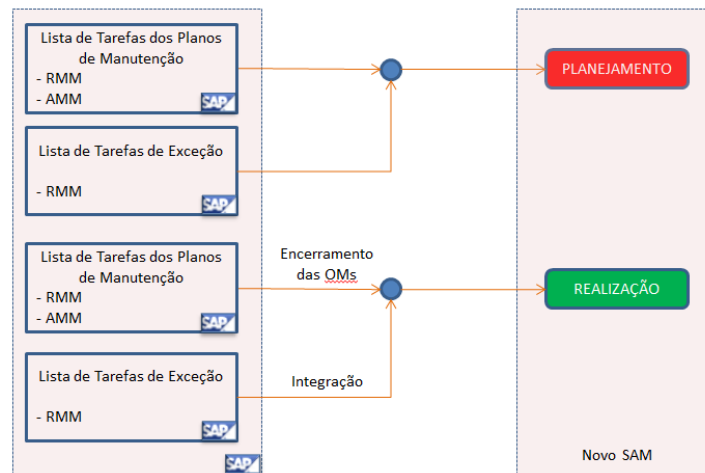 Lista de Tarefas dos Planos
de Manutenção
- RMM
- AMM
SAP
PLANEJAMENTO
Lista de Tarefas de Exceção
- RMM
SAP
Lista de Tarefas dos Planos
de Manutenção
- RMM
- AMM
SAP
Encerramento
das OMs
REALIZAÇÃO
Lista de Tarefas de Exceção
- RMM
SAP
Integração
SAP
Novo SAM